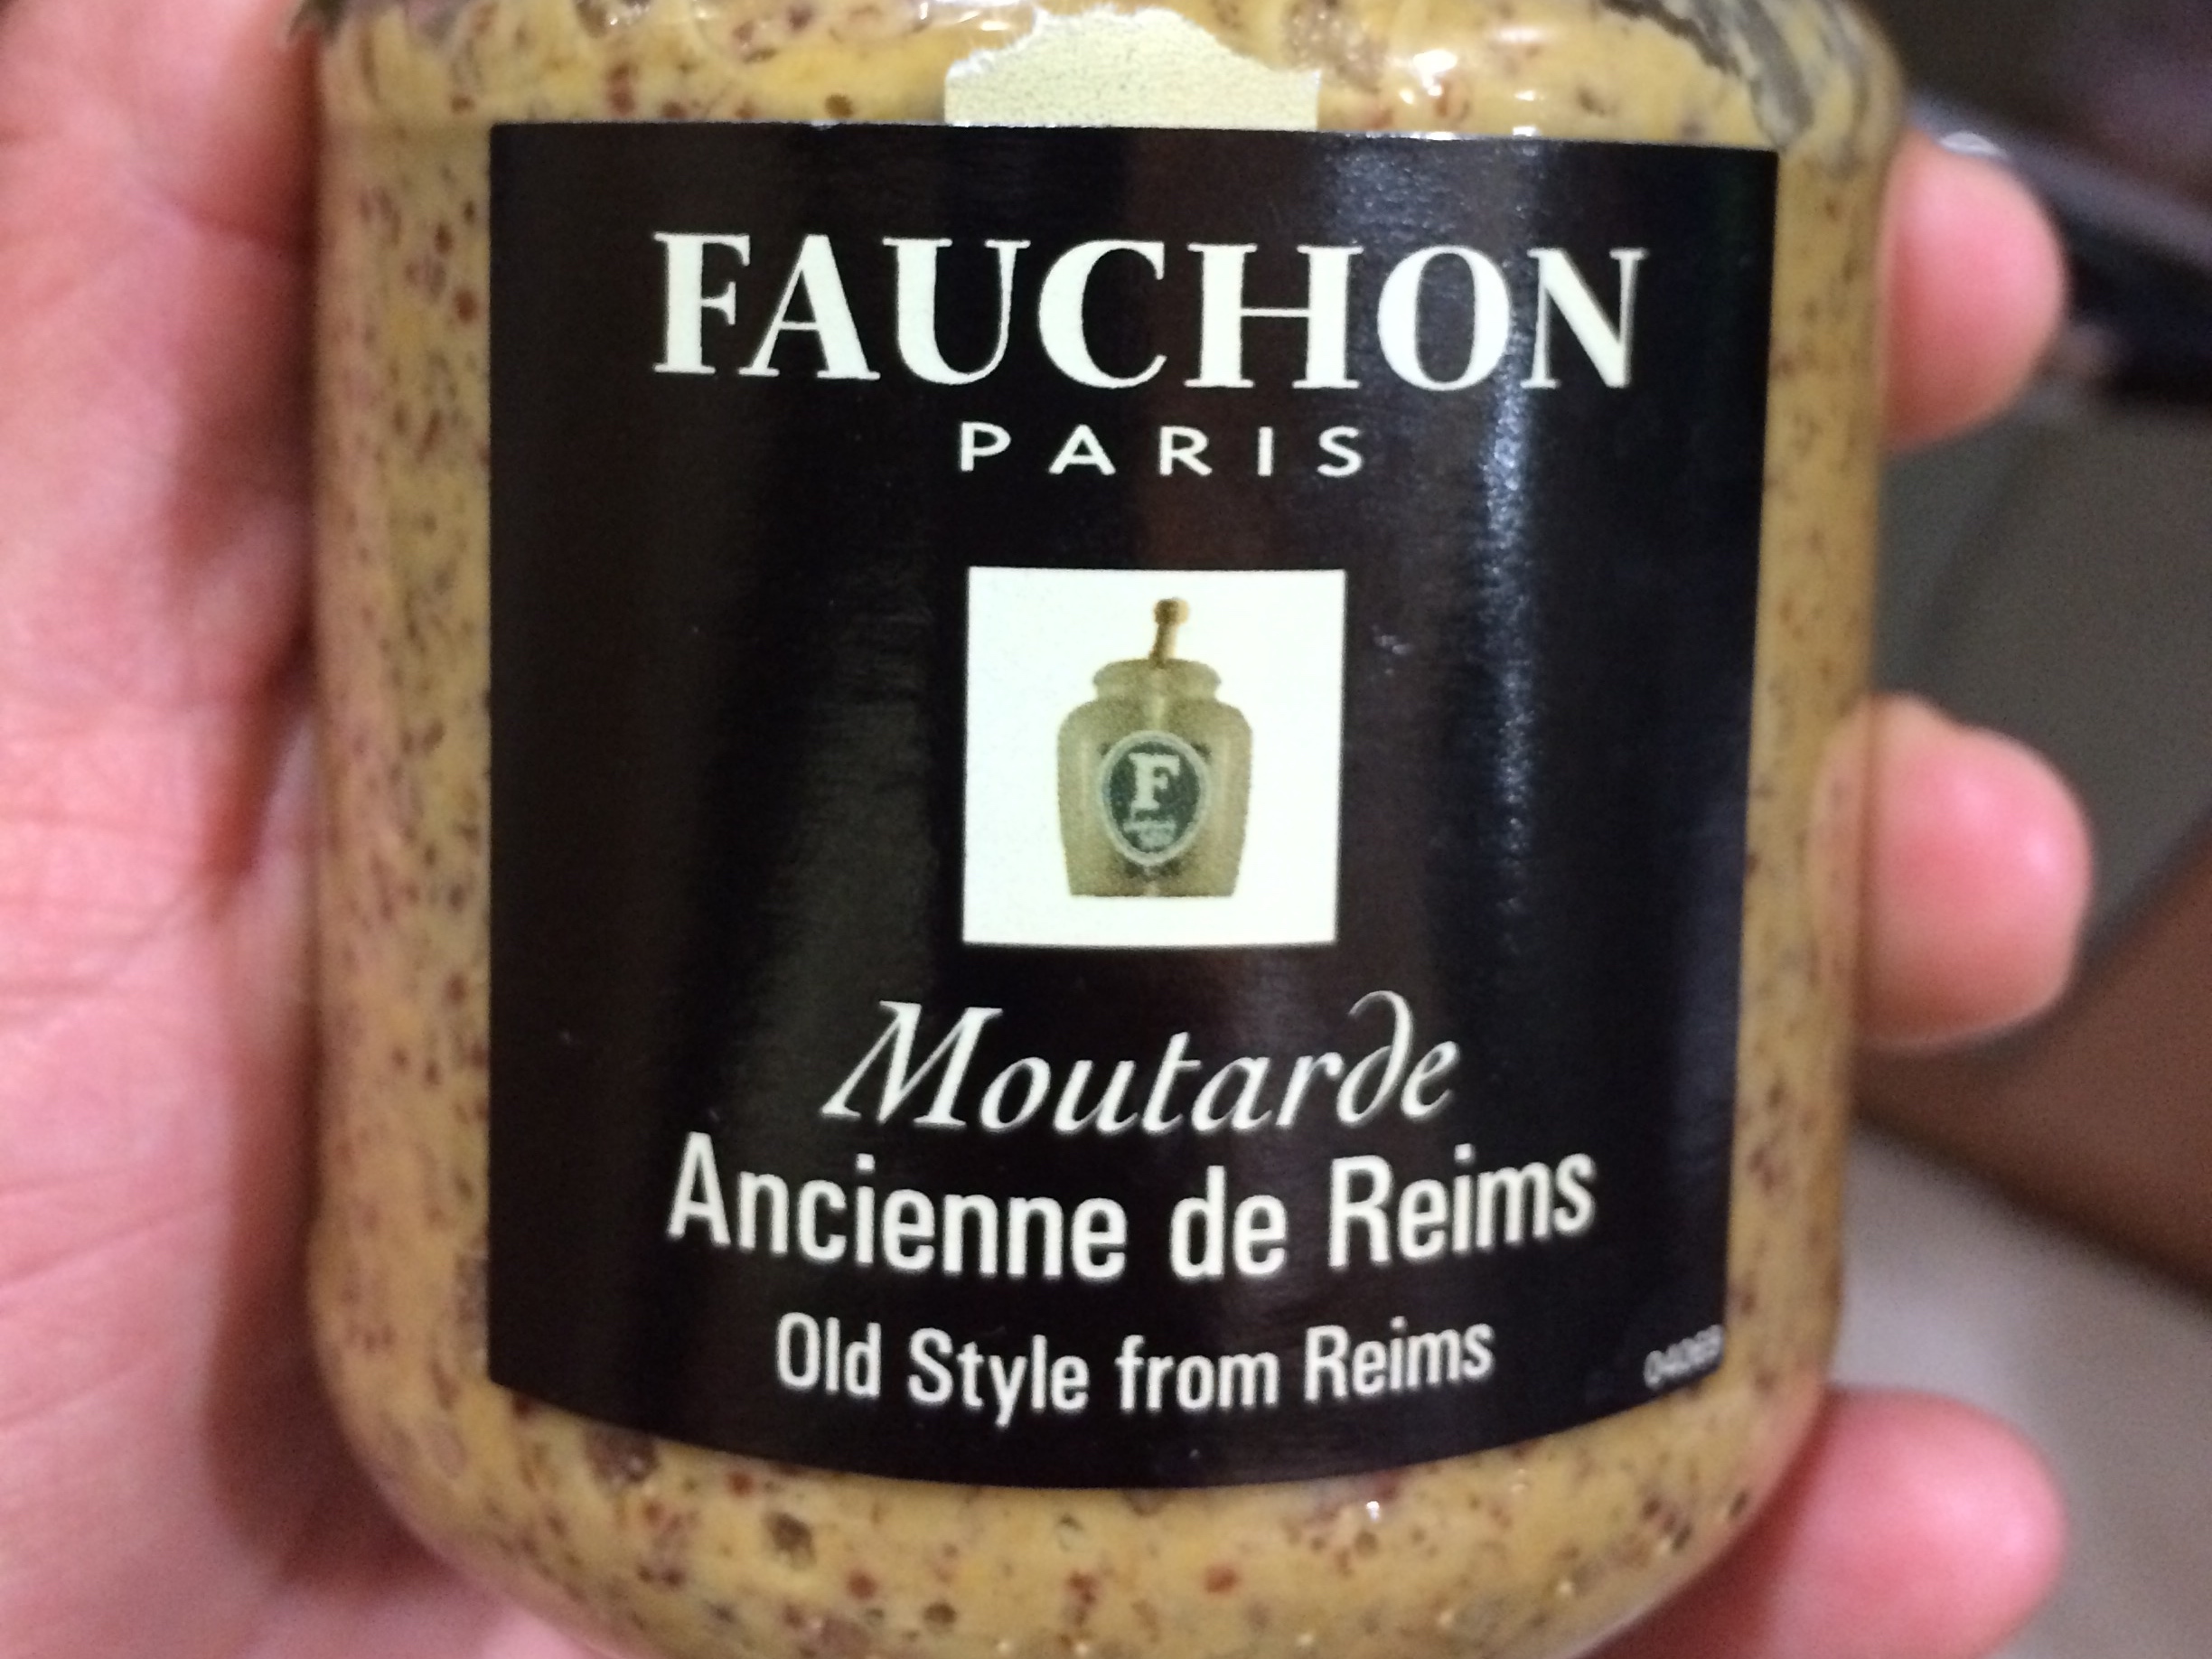 FAUCHON
PARIS
F
Moutarde
Ancienne de Reims
Old Style from Reims